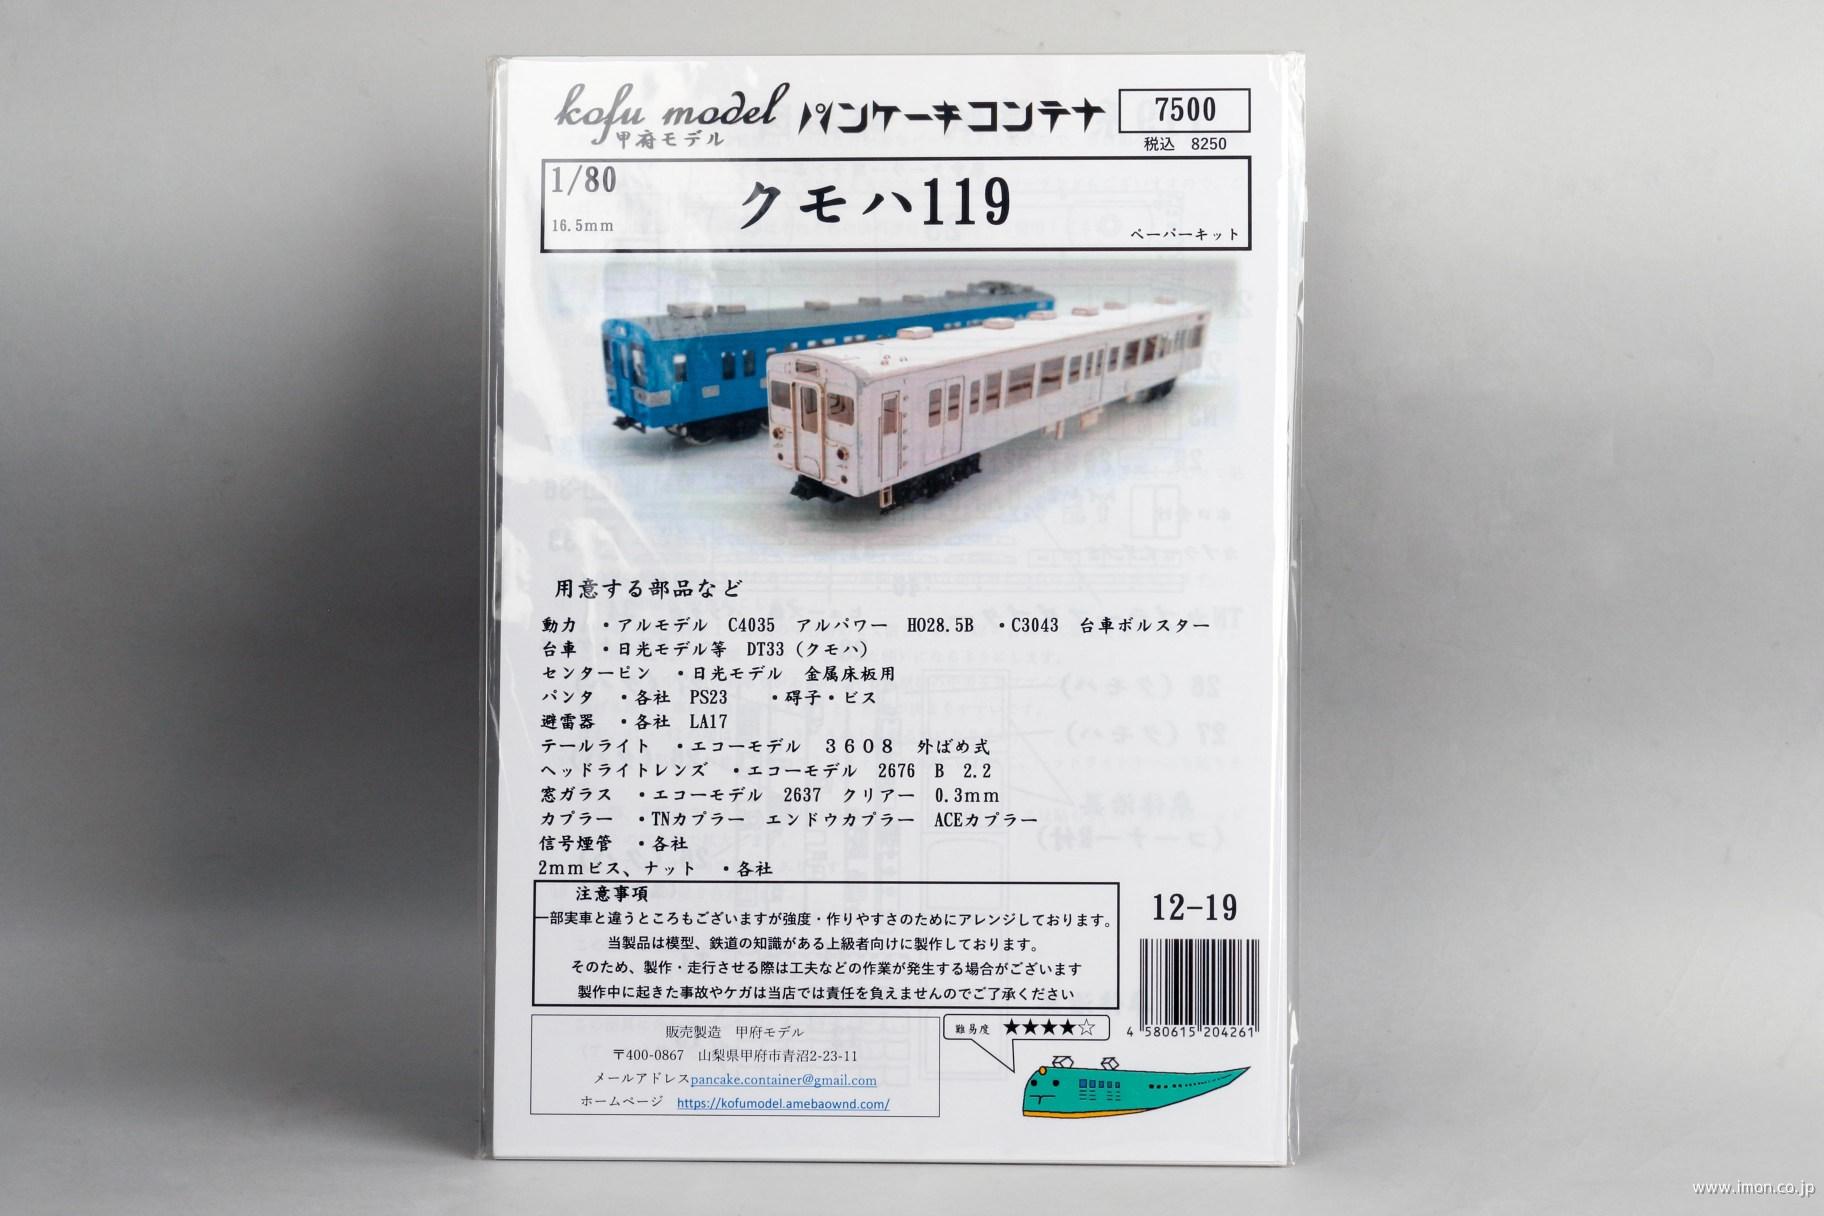 kofu model パンケーキコンテナ 7500
甲府モデル
税込 8250
1/80
クモハ119
16.5mm
ペーパーキット
用意する部品など
動力 ・アルモデル C4035 アルパワー HO28.5B ・C3043 台車ボルスター
台車 ・日光モデル等 DT33（クモハ）
センターピン ・日光モデル 金属床板用
パンタ ・各社 PS23 ・碍子・ビス
避雷器 ・各社 LA17
テールライト ・エコーモデル ３６０８ 外ばめ式
ヘッドライトレンズ ・エコーモデル 2676 B 2.2
窓ガラス ・エコーモデル 2637 クリアー 0.3mm
カプラー ・TNカプラー エンドウカプラー ACEカプラー
信号煙管 ・各社
2mmビス、ナット ・各社
注意事項
一部実車と違うところもございますが強度・作りやすさのためにアレンジしております。
当製品は模型、鉄道の知識がある上級者向けに製作しております。
そのため、製作・走行させる際は工夫などの作業が発生する場合がございます
製作中に起きた事故やケガは当店では責任を負えませんのでご了承ください
12-19
4 580615 204261
難易度 ★★★★☆
販売製造 甲府モデル
〒400-0867 山梨県甲府市青沼2-23-11
メールアドレスpancake.container@gmail.com
ホームページ https://kofumodel.amebaownd.com/
www.imon.co.jp